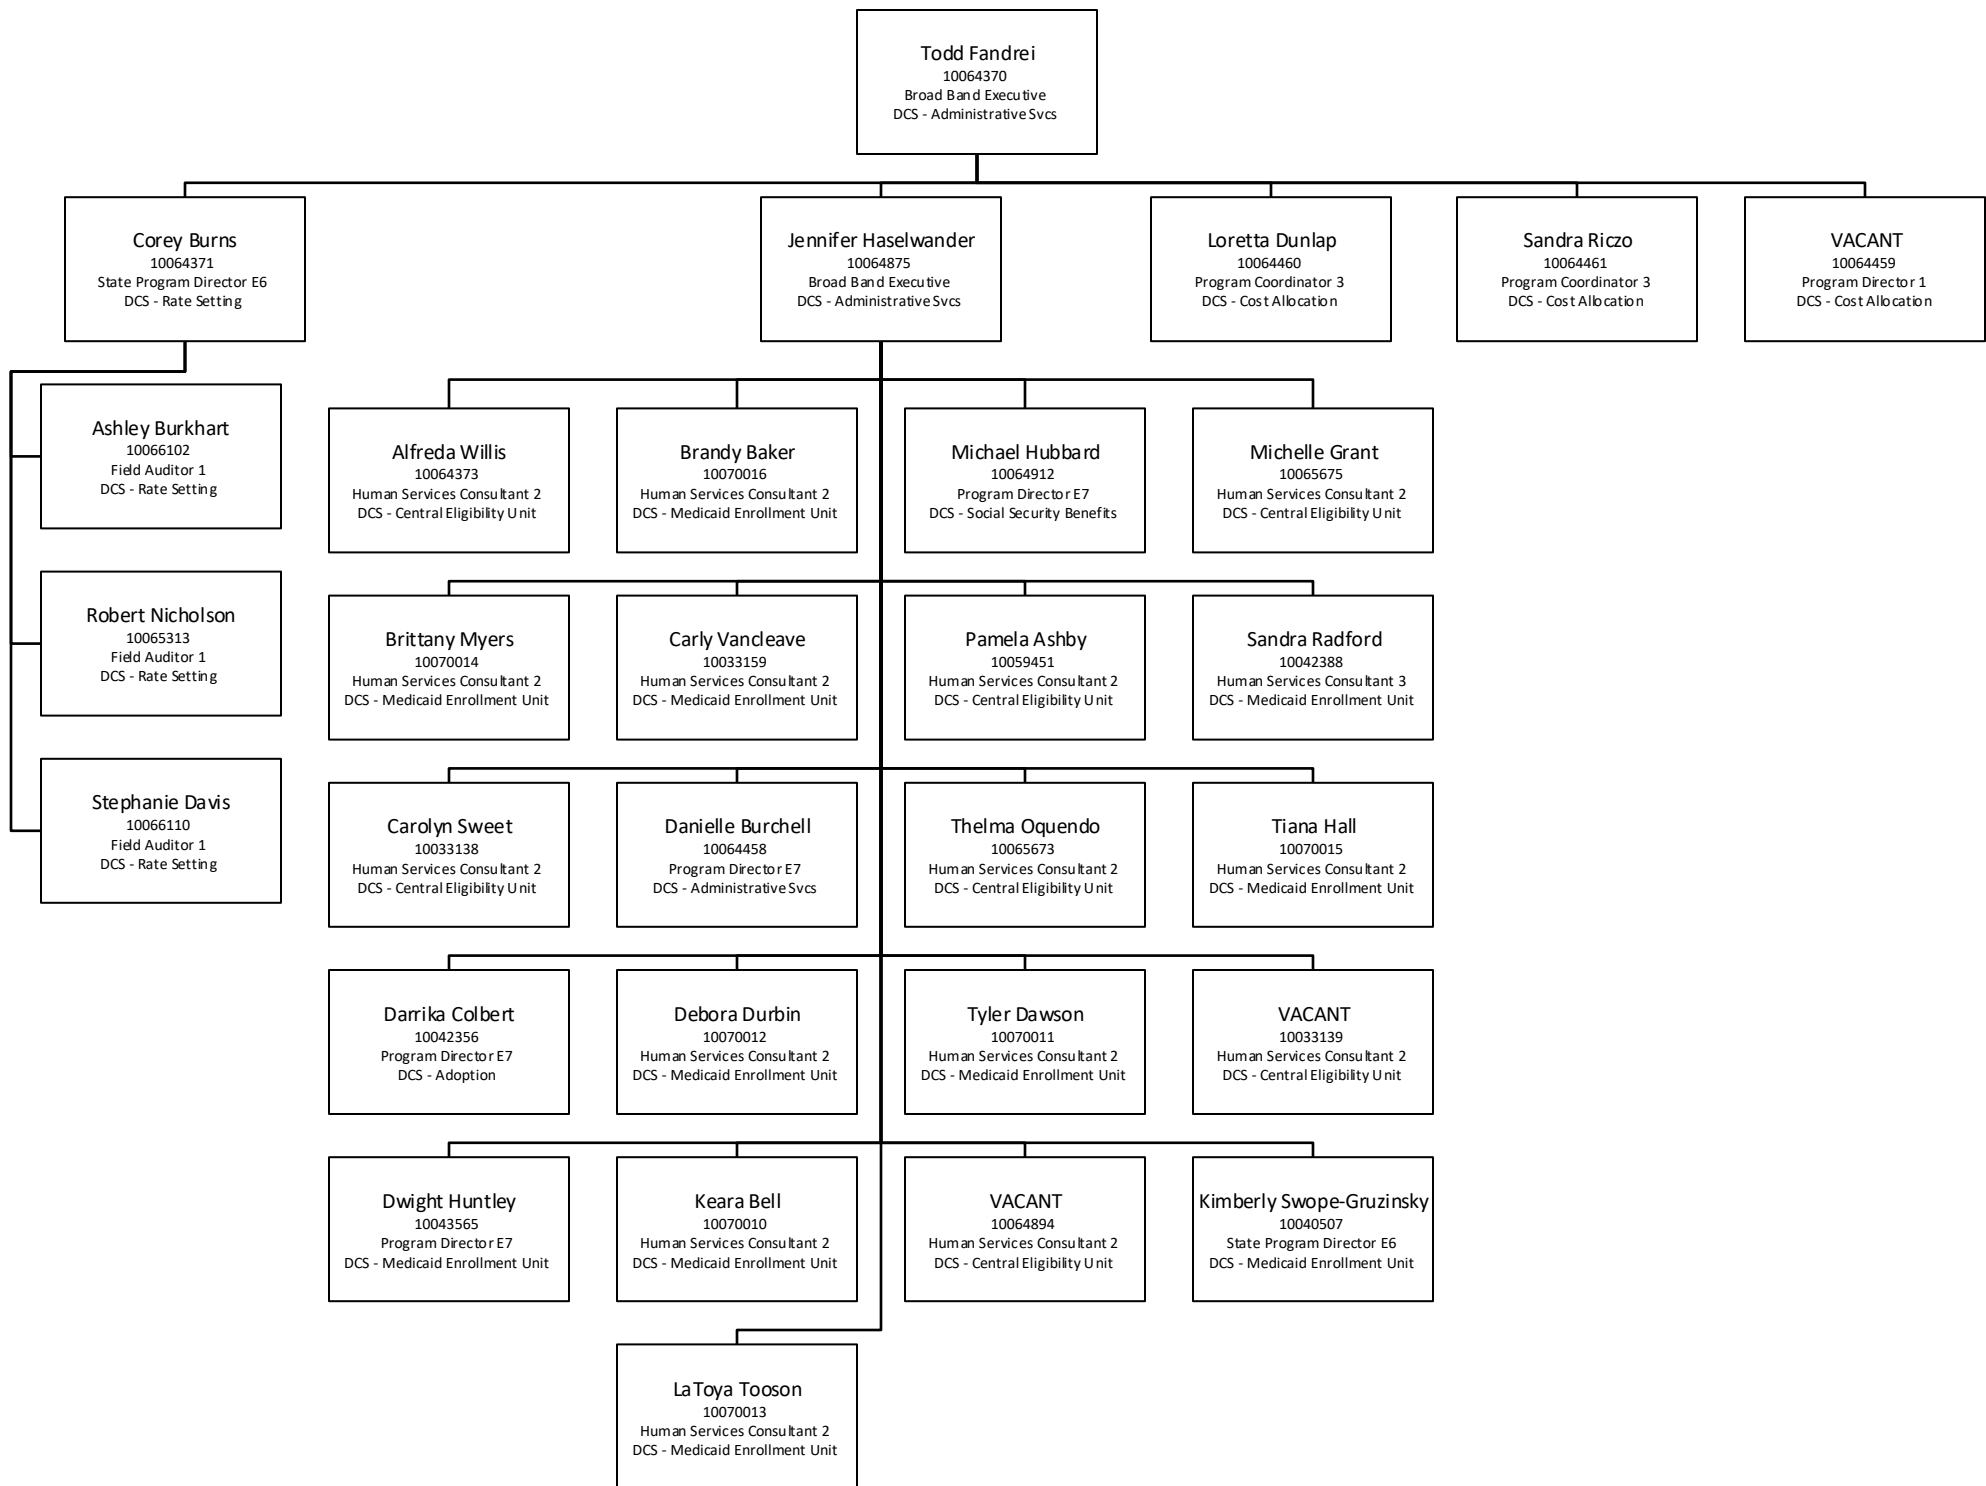 Todd Fandrei
10064370
Broad Band Executive
DCS - Administrative Svcs
Corey Burns
10064371
State Program Director E6
DCS - Rate Setting
Jennifer Haselwander
10064875
Broad Band Executive
DCS - Administrative Svcs
Loretta Dunlap
10064460
Program Coordinator 3
DCS - Cost Allocation
Sandra Riczo
10064461
Program Coordinator 3
DCS - Cost Allocation
VACANT
10064459
Program Director 1
DCS - Cost Allocation
Ashley Burkhart
10066102
Field Auditor 1
DCS - Rate Setting
Robert Nicholson
10065313
Field Auditor 1
DCS - Rate Setting
Stephanie Davis
10066110
Field Auditor 1
DCS - Rate Setting
Alfreda Willis
10064373
Human Services Consultant 2
DCS - Central Eligibility Unit
Brandy Baker
10070016
Human Services Consultant 2
DCS - Medicaid Enrollment Unit
Michael Hubbard
10064912
Program Director E7
DCS - Social Security Benefits
Michelle Grant
10065675
Human Services Consultant 2
DCS - Central Eligibility Unit
Brittany Myers
10070014
Human Services Consultant 2
DCS - Medicaid Enrollment Unit
Carly Vancleave
10033159
Human Services Consultant 2
DCS - Medicaid Enrollment Unit
Pamela Ashby
10059451
Human Services Consultant 2
DCS - Central Eligibility Unit
Sandra Radford
10042388
Human Services Consultant 3
DCS - Medicaid Enrollment Unit
Carolyn Sweet
10033138
Human Services Consultant 2
DCS - Central Eligibility Unit
Danielle Burchell
10064458
Program Director E7
DCS - Administrative Svcs
Thelma Oquendo
10065673
Human Services Consultant 2
DCS - Central Eligibility Unit
Tiana Hall
10070015
Human Services Consultant 2
DCS - Medicaid Enrollment Unit
Darrika Colbert
10042356
Program Director E7
DCS - Adoption
Debora Durbin
10070012
Human Services Consultant 2
DCS - Medicaid Enrollment Unit
Tyler Dawson
10070011
Human Services Consultant 2
DCS - Medicaid Enrollment Unit
VACANT
10033139
Human Services Consultant 2
DCS - Central Eligibility Unit
Dwight Huntley
10043565
Program Director E7
DCS - Medicaid Enrollment Unit
Keara Bell
10070010
Human Services Consultant 2
DCS - Medicaid Enrollment Unit
VACANT
10064894
Human Services Consultant 2
DCS - Central Eligibility Unit
Kimberly Swope-Gruzinsky
10040507
State Program Director E6
DCS - Medicaid Enrollment Unit
LaToya Tooson
10070013
Human Services Consultant 2
DCS - Medicaid Enrollment Unit